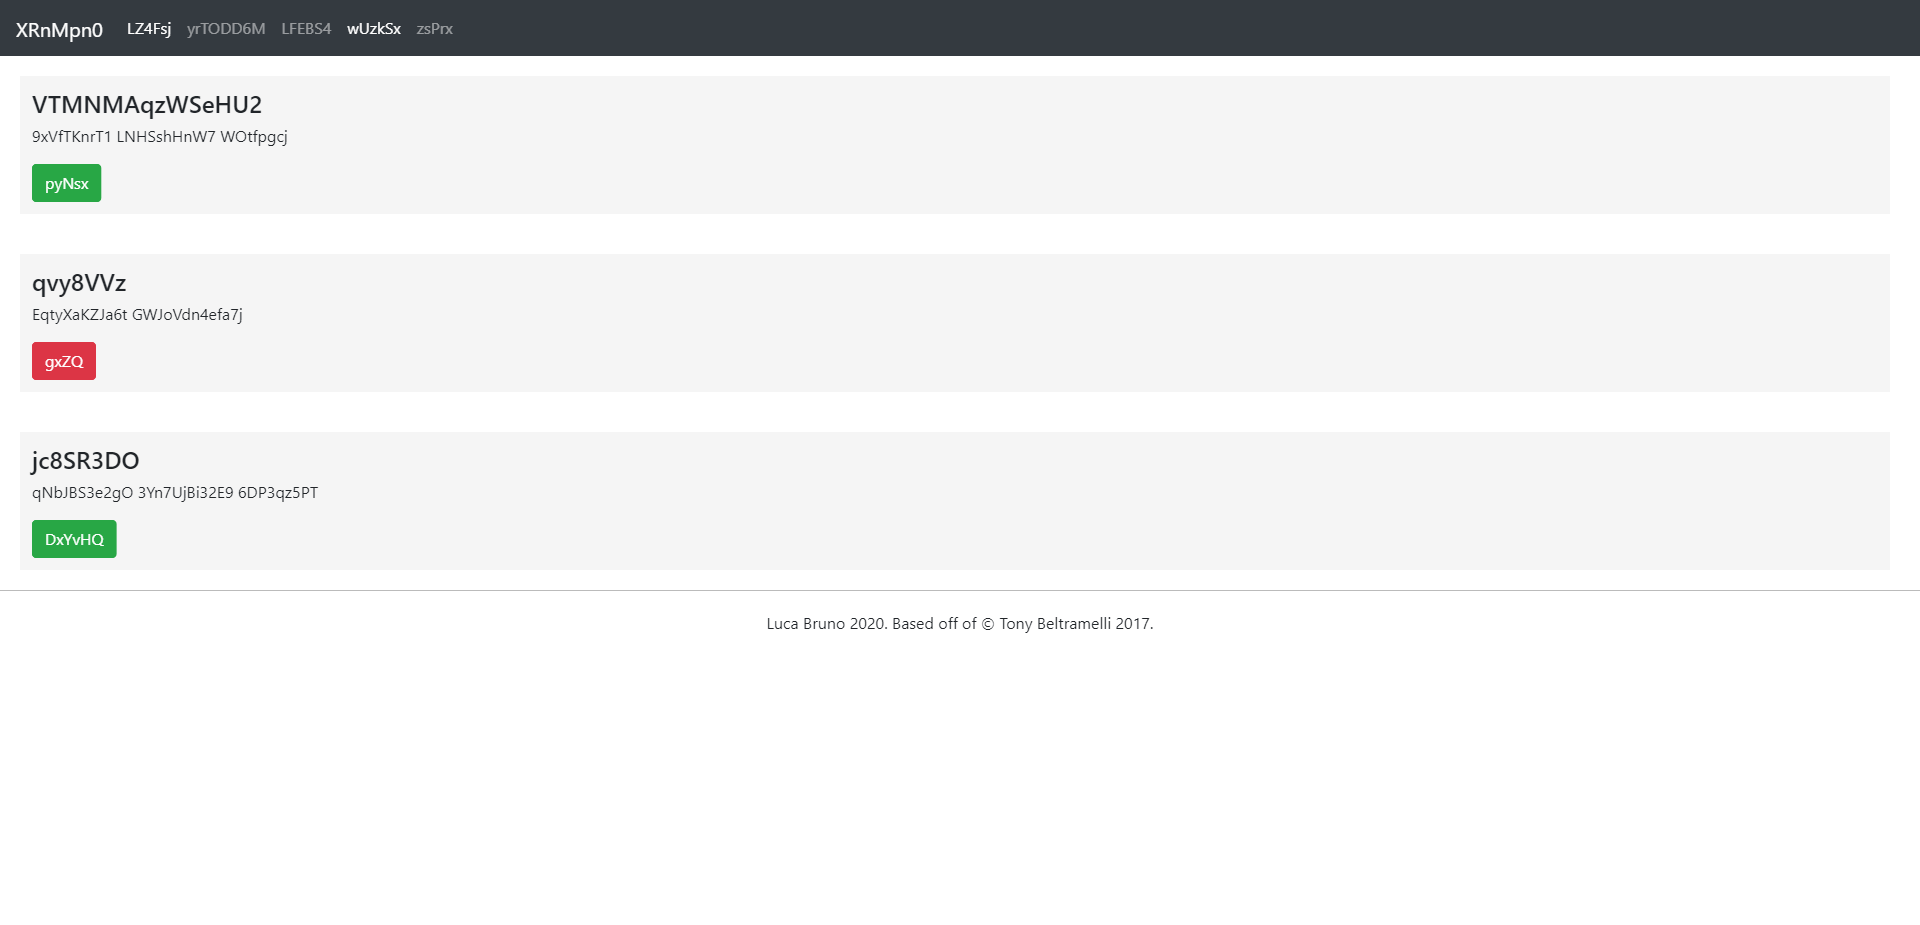 XRnMpn0 LZ4Fsj yrTODD6M LFEBS4 wUzkSx zsPrx
VTMNMAqzWSeHU2
9xVfTKnrT1 LNHSshHnW7 WOtfpgcj
pyNsx
qvy8VVz
EqtyXaKZJa6t GWJoVdn4efa7j
gxZQ
jc8SR3DO
qNbJBS3e2gO 3Yn7UjBi32E9 6DP3qz5PT
DxYvHQ
Luca Bruno 2020. Based off of © Tony Beltramelli 2017.